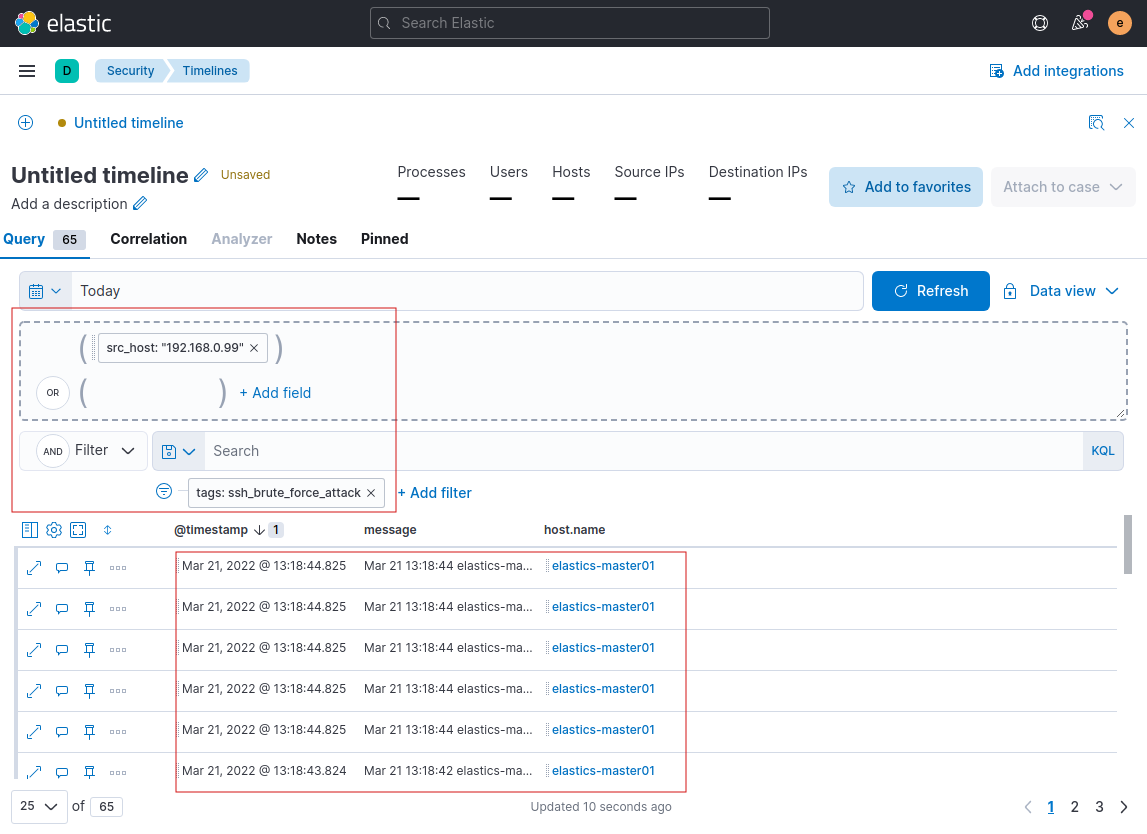 elastic
Search Elastic
e
D
Security
Timelines
Add integrations
Untitled timeline
Untitled timeline
Unsaved
Add a description
Processes
Users
Hosts
Source IPs
Destination IPs
Add to favorites
Attach to case
Query 65
Correlation
Analyzer
Notes
Pinned
Today
Refresh
Data view
( src_host: "192.168.0.99" × )
OR ( ) + Add field
AND Filter
Search
KQL
tags: ssh_brute_force_attack ×
+ Add filter
@timestamp ↓ 1 message host.name
Mar 21, 2022 @ 13:18:44.825 Mar 21 13:18:44 elastics-ma... elastics-master01
Mar 21, 2022 @ 13:18:44.825 Mar 21 13:18:44 elastics-ma... elastics-master01
Mar 21, 2022 @ 13:18:44.825 Mar 21 13:18:44 elastics-ma... elastics-master01
Mar 21, 2022 @ 13:18:44.825 Mar 21 13:18:44 elastics-ma... elastics-master01
Mar 21, 2022 @ 13:18:44.825 Mar 21 13:18:44 elastics-ma... elastics-master01
Mar 21, 2022 @ 13:18:43.824 Mar 21 13:18:42 elastics-ma... elastics-master01
25 of 65
Updated 10 seconds ago
1 2 3